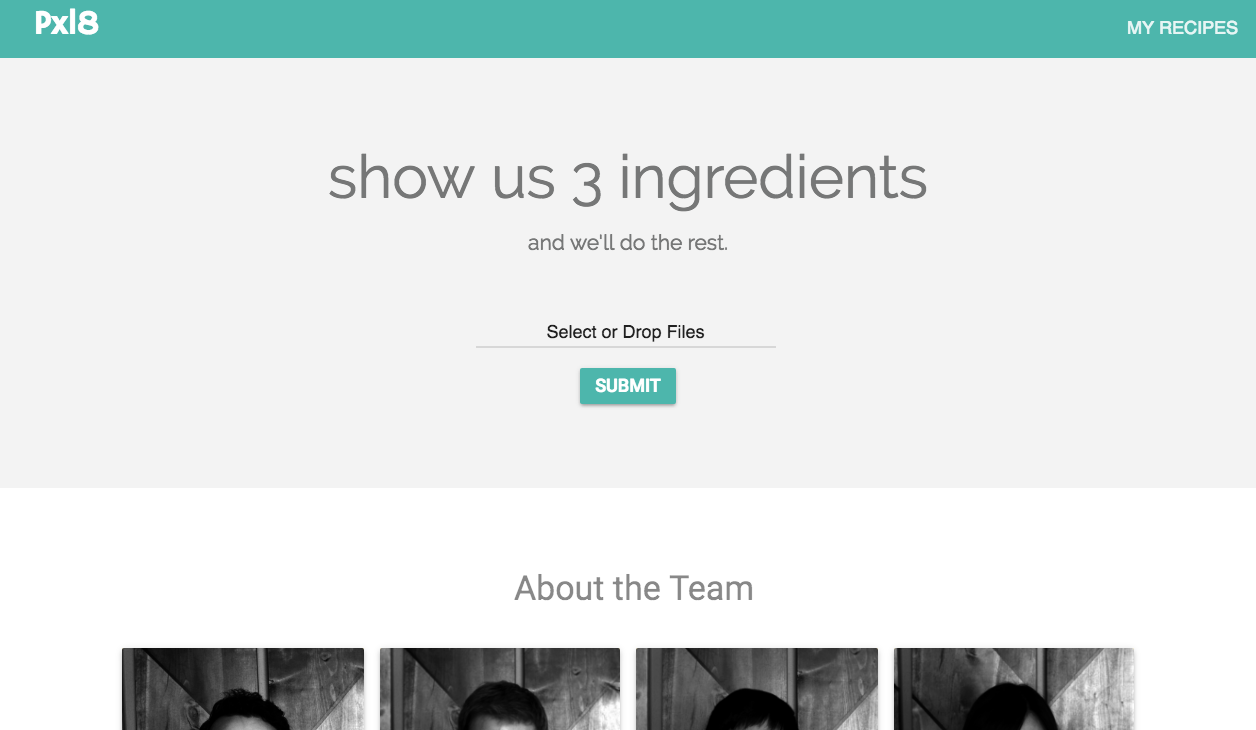 Pxl8
MY RECIPES
show us 3 ingredients
and we'll do the rest.
Select or Drop Files
SUBMIT
About the Team